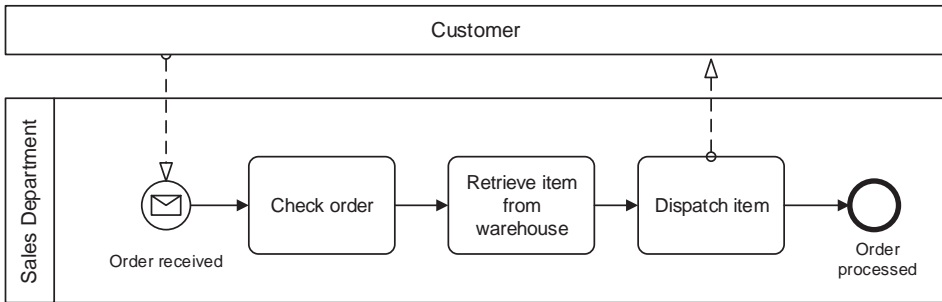 Customer
Sales Department
Order received
Check order
Retrieve item
from
warehouse
Dispatch item
Order
processed